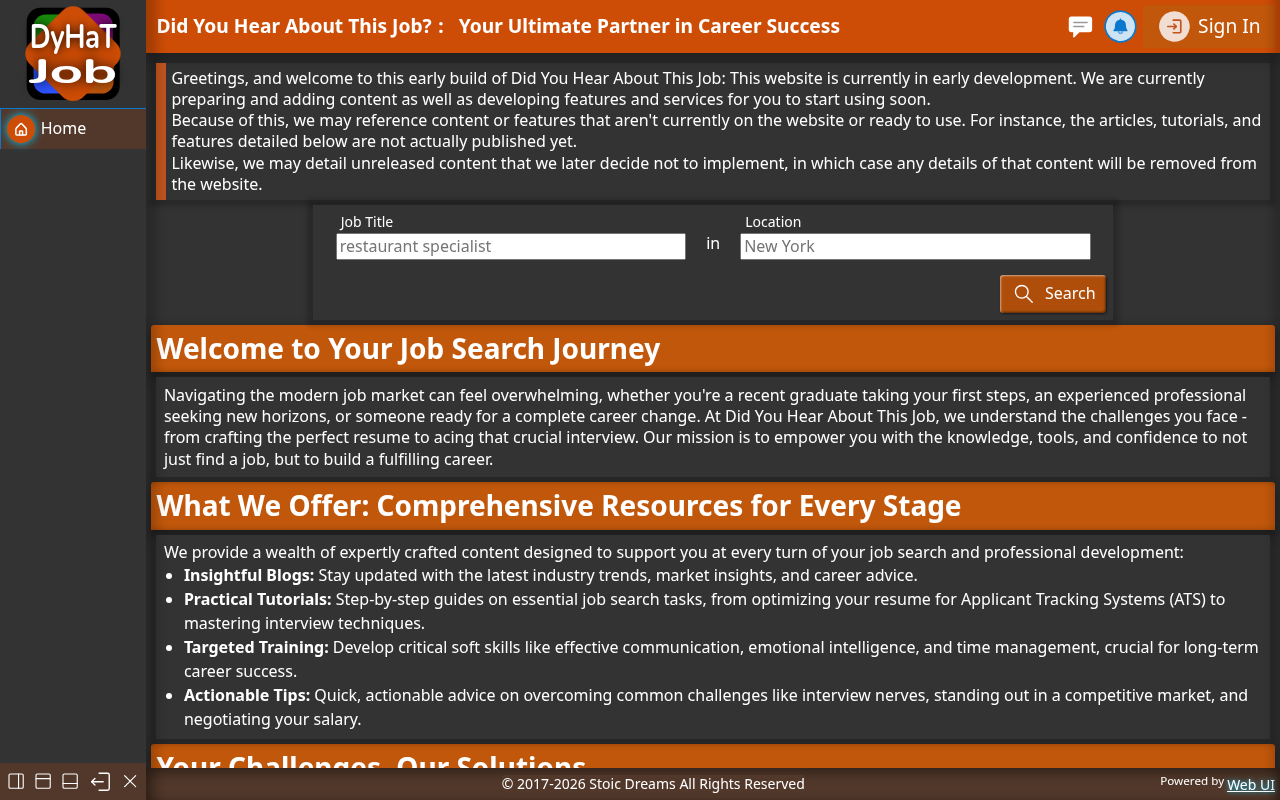 DyHaT
Job
Did You Hear About This Job? : Your Ultimate Partner in Career Success
Sign In
Home
Greetings, and welcome to this early build of Did You Hear About This Job: This website is currently in early development. We are currently
preparing and adding content as well as developing features and services for you to start using soon.
Because of this, we may reference content or features that aren't currently on the website or ready to use. For instance, the articles, tutorials, and
features detailed below are not actually published yet.
Likewise, we may detail unreleased content that we later decide not to implement, in which case any details of that content will be removed from
the website.
Job Title
Location
restaurant specialist
in
New York
Search
Welcome to Your Job Search Journey
Navigating the modern job market can feel overwhelming, whether you're a recent graduate taking your first steps, an experienced professional
seeking new horizons, or someone ready for a complete career change. At Did You Hear About This Job, we understand the challenges you face -
from crafting the perfect resume to acing that crucial interview. Our mission is to empower you with the knowledge, tools, and confidence to not
just find a job, but to build a fulfilling career.
What We Offer: Comprehensive Resources for Every Stage
We provide a wealth of expertly crafted content designed to support you at every turn of your job search and professional development:
• Insightful Blogs: Stay updated with the latest industry trends, market insights, and career advice.
• Practical Tutorials: Step-by-step guides on essential job search tasks, from optimizing your resume for Applicant Tracking Systems (ATS) to
mastering interview techniques.
• Targeted Training: Develop critical soft skills like effective communication, emotional intelligence, and time management, crucial for long-term
career success.
• Actionable Tips: Quick, actionable advice on overcoming common challenges like interview nerves, standing out in a competitive market, and
negotiating your salary.
Your Challenges, Our Solutions
© 2017-2026 Stoic Dreams All Rights Reserved
Powered by Web UI